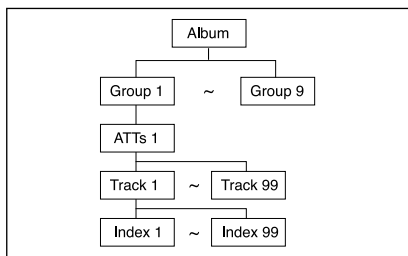 Album
Group 1 ~ Group 9
ATTs 1
Track 1 ~ Track 99
Index 1 ~ Index 99